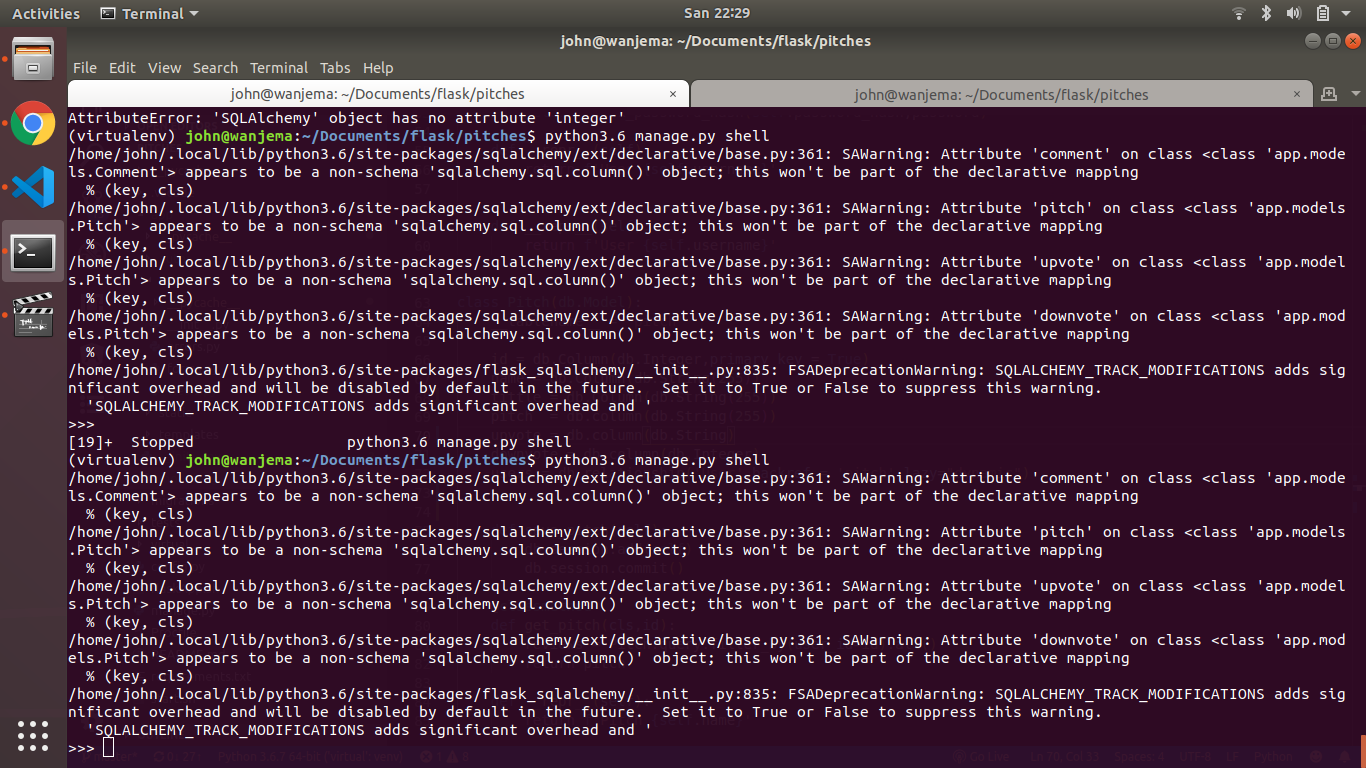 Activities Terminal San 22:29
john@wanjema: ~/Documents/flask/pitches
File Edit View Search Terminal Tabs Help
john@wanjema: ~/Documents/flask/pitches × john@wanjema: ~/Documents/flask/pitches ×
AttributeError: 'SQLAlchemy' object has no attribute 'integer'
(virtualenv) john@wanjema:~/Documents/flask/pitches$ python3.6 manage.py shell
/home/john/.local/lib/python3.6/site-packages/sqlalchemy/ext/declarative/base.py:361: SAWarning: Attribute 'comment' on class <class 'app.mode
ls.Comment'> appears to be a non-schema 'sqlalchemy.sql.column()' object; this won't be part of the declarative mapping
  % (key, cls)
/home/john/.local/lib/python3.6/site-packages/sqlalchemy/ext/declarative/base.py:361: SAWarning: Attribute 'pitch' on class <class 'app.models
.Pitch'> appears to be a non-schema 'sqlalchemy.sql.column()' object; this won't be part of the declarative mapping
  % (key, cls)
/home/john/.local/lib/python3.6/site-packages/sqlalchemy/ext/declarative/base.py:361: SAWarning: Attribute 'upvote' on class <class 'app.model
s.Pitch'> appears to be a non-schema 'sqlalchemy.sql.column()' object; this won't be part of the declarative mapping
  % (key, cls)
/home/john/.local/lib/python3.6/site-packages/sqlalchemy/ext/declarative/base.py:361: SAWarning: Attribute 'downvote' on class <class 'app.mod
els.Pitch'> appears to be a non-schema 'sqlalchemy.sql.column()' object; this won't be part of the declarative mapping
  % (key, cls)
/home/john/.local/lib/python3.6/site-packages/flask_sqlalchemy/__init__.py:835: FSADeprecationWarning: SQLALCHEMY_TRACK_MODIFICATIONS adds sig
nificant overhead and will be disabled by default in the future.  Set it to True or False to suppress this warning.
  'SQLALCHEMY_TRACK_MODIFICATIONS adds significant overhead and '
>>>
[19]+  Stopped                 python3.6 manage.py shell
(virtualenv) john@wanjema:~/Documents/flask/pitches$ python3.6 manage.py shell
/home/john/.local/lib/python3.6/site-packages/sqlalchemy/ext/declarative/base.py:361: SAWarning: Attribute 'comment' on class <class 'app.mode
ls.Comment'> appears to be a non-schema 'sqlalchemy.sql.column()' object; this won't be part of the declarative mapping
  % (key, cls)
/home/john/.local/lib/python3.6/site-packages/sqlalchemy/ext/declarative/base.py:361: SAWarning: Attribute 'pitch' on class <class 'app.models
.Pitch'> appears to be a non-schema 'sqlalchemy.sql.column()' object; this won't be part of the declarative mapping
  % (key, cls)
/home/john/.local/lib/python3.6/site-packages/sqlalchemy/ext/declarative/base.py:361: SAWarning: Attribute 'upvote' on class <class 'app.model
s.Pitch'> appears to be a non-schema 'sqlalchemy.sql.column()' object; this won't be part of the declarative mapping
  % (key, cls)
/home/john/.local/lib/python3.6/site-packages/sqlalchemy/ext/declarative/base.py:361: SAWarning: Attribute 'downvote' on class <class 'app.mod
els.Pitch'> appears to be a non-schema 'sqlalchemy.sql.column()' object; this won't be part of the declarative mapping
  % (key, cls)
/home/john/.local/lib/python3.6/site-packages/flask_sqlalchemy/__init__.py:835: FSADeprecationWarning: SQLALCHEMY_TRACK_MODIFICATIONS adds sig
nificant overhead and will be disabled by default in the future.  Set it to True or False to suppress this warning.
  'SQLALCHEMY_TRACK_MODIFICATIONS adds significant overhead and '
>>>